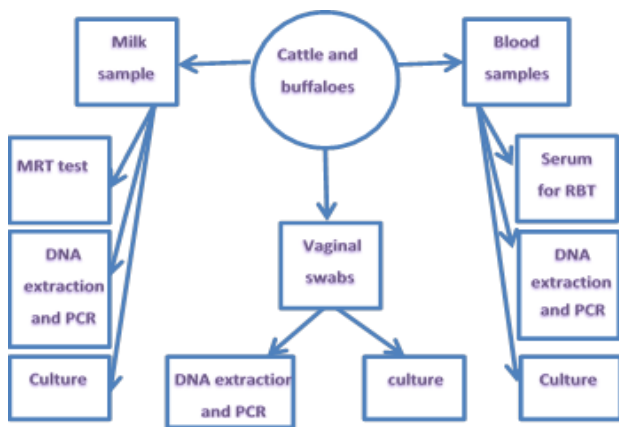 Milk
sample
Cattle and
buffaloes
Blood
samples
MRT test
Serum
for RBT
DNA
extraction
and PCR
Vaginal
swabs
DNA
extraction
and PCR
Culture
DNA extraction
and PCR
culture
Culture